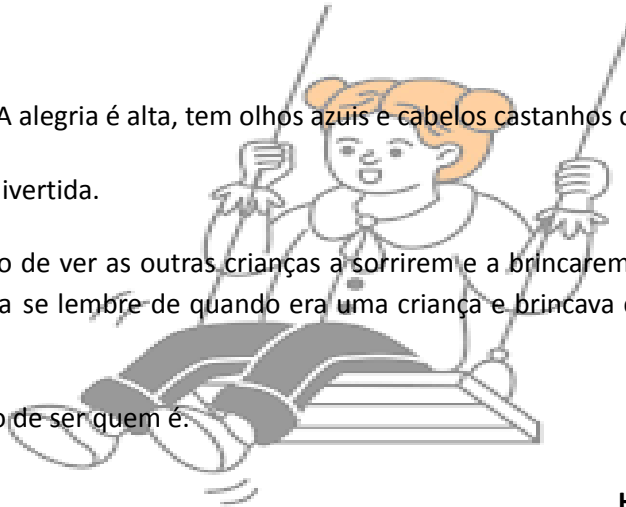 A alegria é alta, tem olhos azuis e cabelos castanhos
ivertida.
o de ver as outras crianças a sorrirem e a brincarem
a se lembre de quando era uma criança e brincava
o de ser quem é.
H